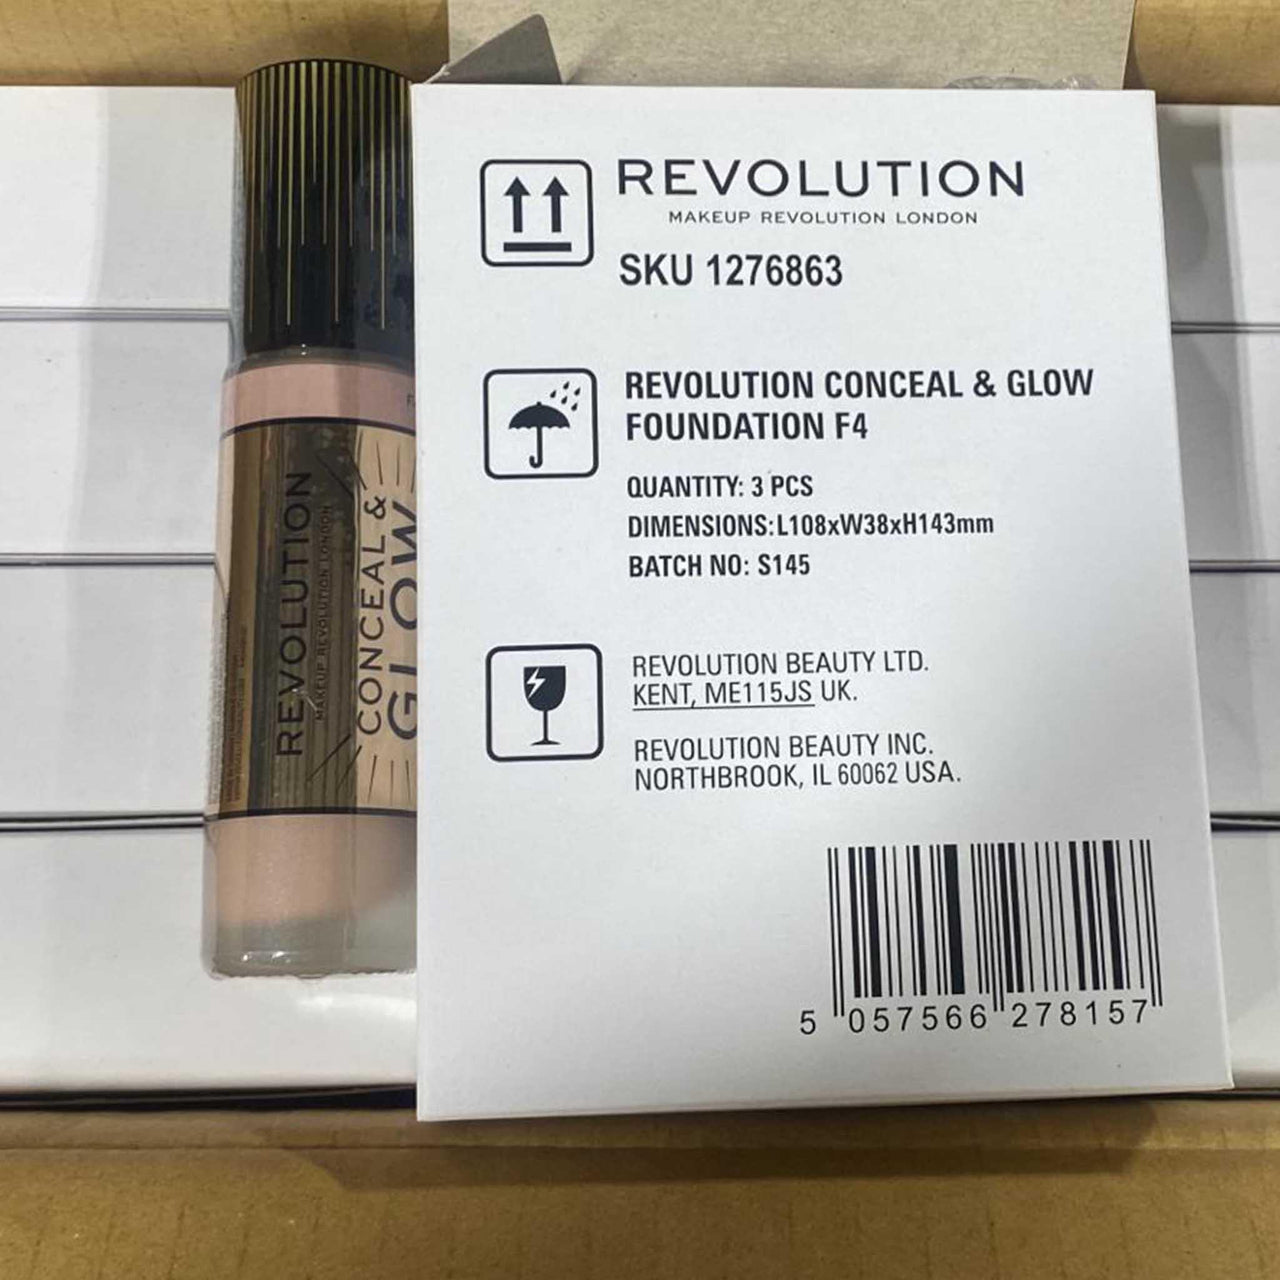 REVOLUTION
MAKEUP REVOLUTION LONDON
CONCEAL &
GLOW
REVOLUTION
MAKEUP REVOLUTION LONDON
SKU 1276863
REVOLUTION CONCEAL & GLOW
FOUNDATION F4
QUANTITY: 3 PCS
DIMENSIONS:L108xW38xH143mm
BATCH NO: S145
REVOLUTION BEAUTY LTD.
KENT, ME115JS UK.
REVOLUTION BEAUTY INC.
NORTHBROOK, IL 60062 USA.
5 057566 278157